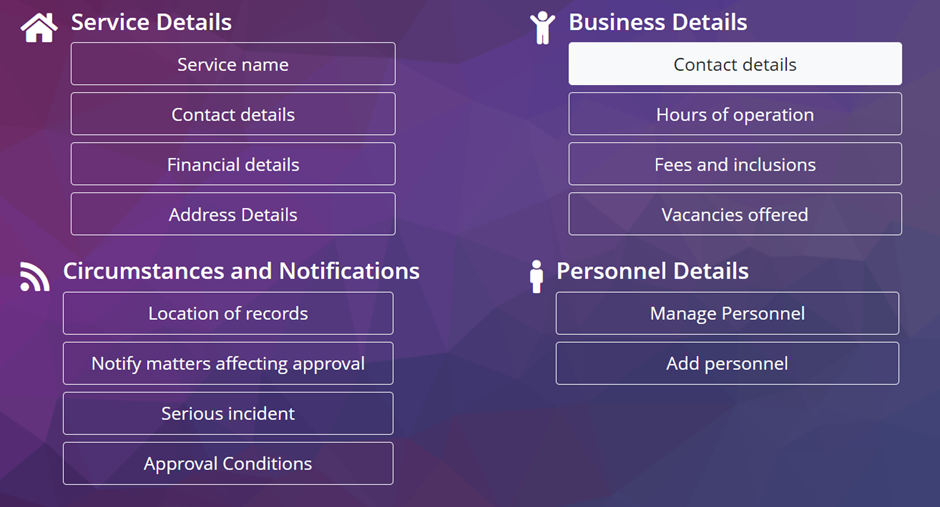 Service Details
Service name
Contact details
Financial details
Address Details
Business Details
Contact details
Hours of operation
Fees and inclusions
Vacancies offered
Circumstances and Notifications
Location of records
Notify matters affecting approval
Serious incident
Approval Conditions
Personnel Details
Manage Personnel
Add personnel